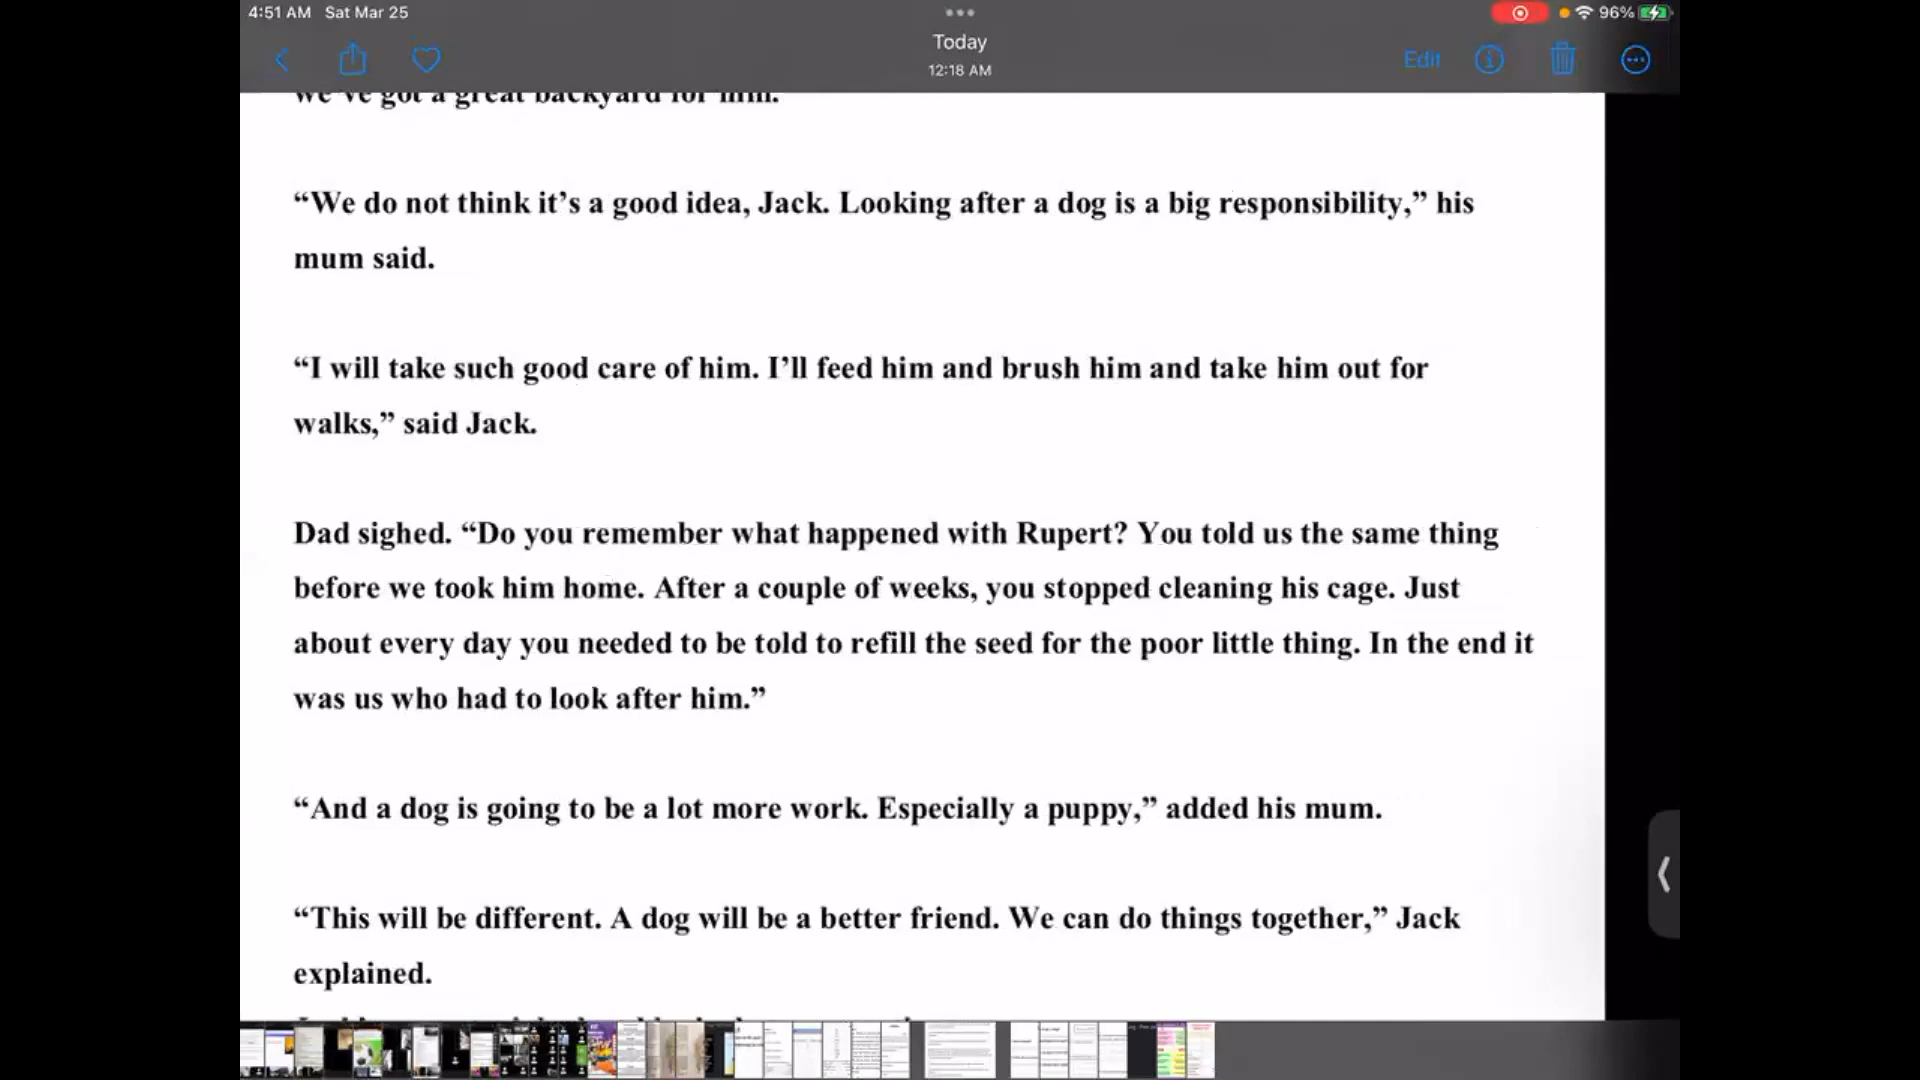 4:51 AM Sat Mar 25
96%
Today
12:18 AM
Edit
we've got a great backyard for him.
“We do not think it’s a good idea, Jack. Looking after a dog is a big responsibility,” his
mum said.
“I will take such good care of him. I’ll feed him and brush him and take him out for
walks,” said Jack.
Dad sighed. “Do you remember what happened with Rupert? You told us the same thing
before we took him home. After a couple of weeks, you stopped cleaning his cage. Just
about every day you needed to be told to refill the seed for the poor little thing. In the end it
was us who had to look after him.”
“And a dog is going to be a lot more work. Especially a puppy,” added his mum.
“This will be different. A dog will be a better friend. We can do things together,” Jack
explained.